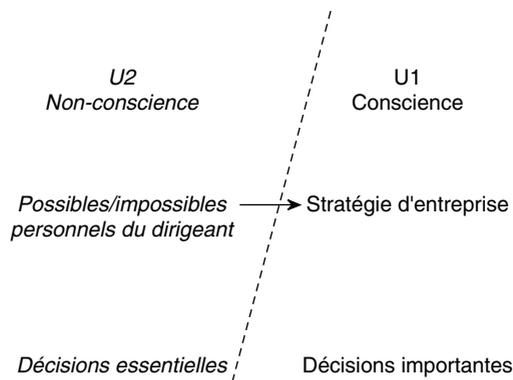 U2
Non-conscience
U1
Conscience
Possibles/impossibles
personnels du dirigeant
Stratégie d'entreprise
Décisions essentielles
Décisions importantes